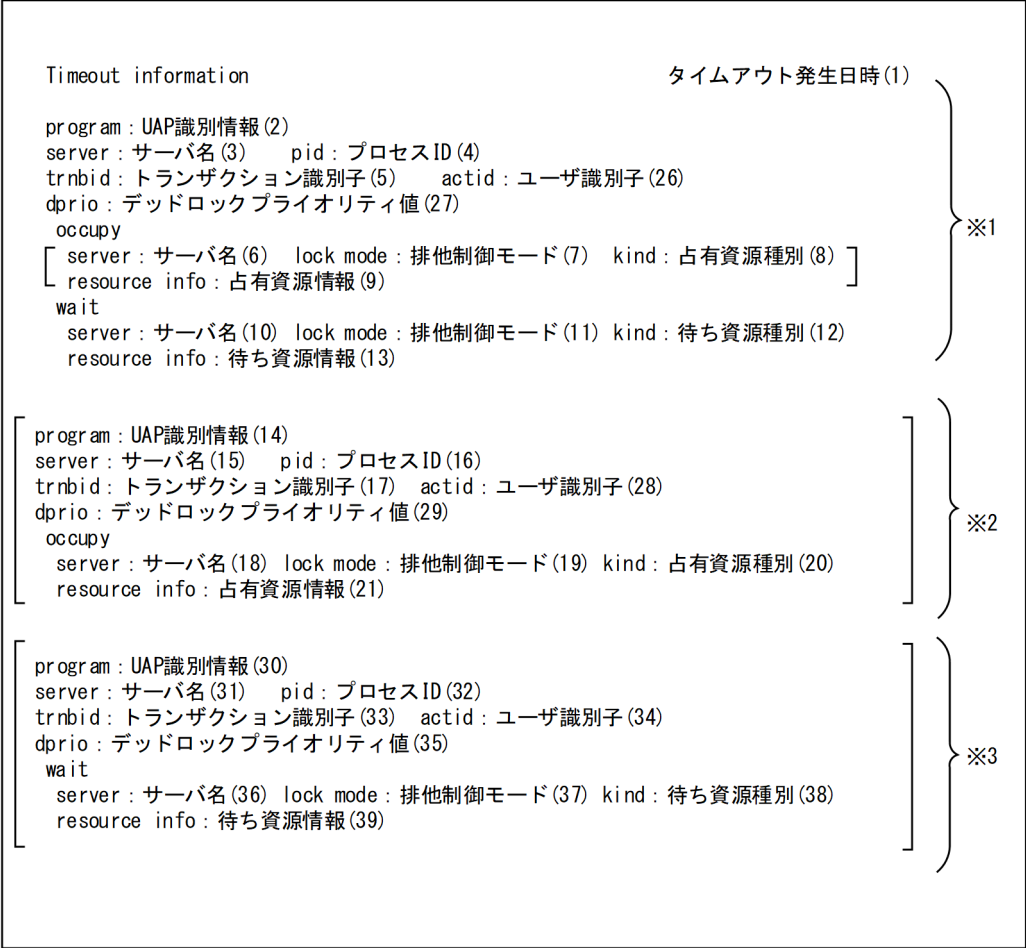 Timeout information タイムアウト発生日時(1)
program：UAP識別情報(2)
server：サーバ名(3) pid：プロセスID(4)
trnbid：トランザクション識別子(5) actid：ユーザ識別子(26)
dprio：デッドロックプライオリティ値(27)
occupy
server：サーバ名(6) lock mode：排他制御モード(7) kind：占有資源種別(8)
resource info：占有資源情報(9)
wait
server：サーバ名(10) lock mode：排他制御モード(11) kind：待ち資源種別(12)
resource info：待ち資源情報(13)
※1
program：UAP識別情報(14)
server：サーバ名(15) pid：プロセスID(16)
trnbid：トランザクション識別子(17) actid：ユーザ識別子(28)
dprio：デッドロックプライオリティ値(29)
occupy
server：サーバ名(18) lock mode：排他制御モード(19) kind：占有資源種別(20)
resource info：占有資源情報(21)
※2
program：UAP識別情報(30)
server：サーバ名(31) pid：プロセスID(32)
trnbid：トランザクション識別子(33) actid：ユーザ識別子(34)
dprio：デッドロックプライオリティ値(35)
wait
server：サーバ名(36) lock mode：排他制御モード(37) kind：待ち資源種別(38)
resource info：待ち資源情報(39)
※3